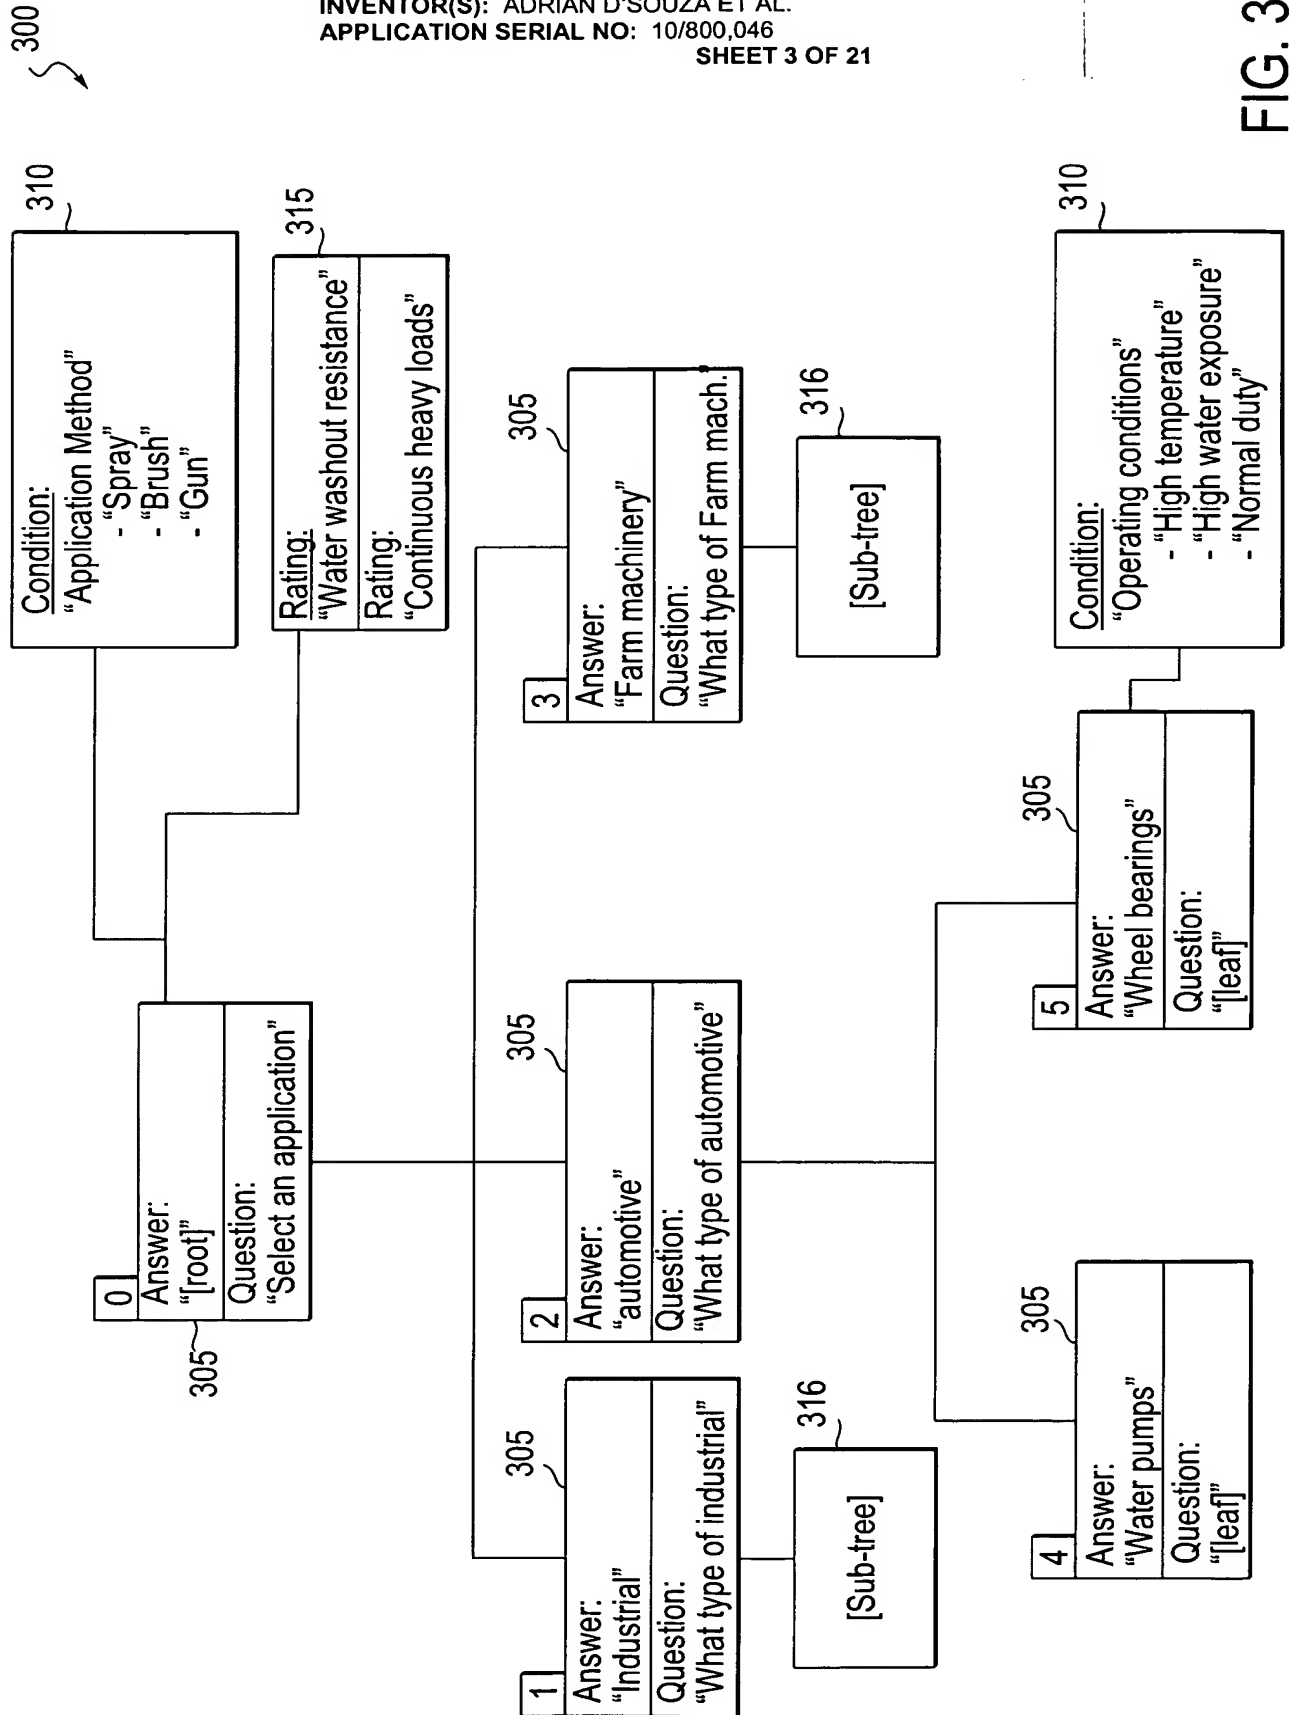 INVENTOR(S): ADRIAN D'SOUZA ET AL.
APPLICATION SERIAL NO: 10/800,046
SHEET 3 OF 21
300
0
Answer:
“[root]”
Question:
“Select an application”
305
Condition:
“Application Method”
- “Spray”
- “Brush”
- “Gun”
310
Rating:
“Water washout resistance”
Rating:
“Continuous heavy loads”
315
1
Answer:
“Industrial”
Question:
“What type of industrial”
305
[Sub-tree]
316
2
Answer:
“automotive”
Question:
“What type of automotive”
305
3
Answer:
“Farm machinery”
Question:
“What type of Farm mach.”
305
[Sub-tree]
316
4
Answer:
“Water pumps”
Question:
“[leaf]”
305
5
Answer:
“Wheel bearings”
Question:
“[leaf]”
305
Condition:
“Operating conditions”
- “High temperature”
- “High water exposure”
- “Normal duty”
310
FIG. 3